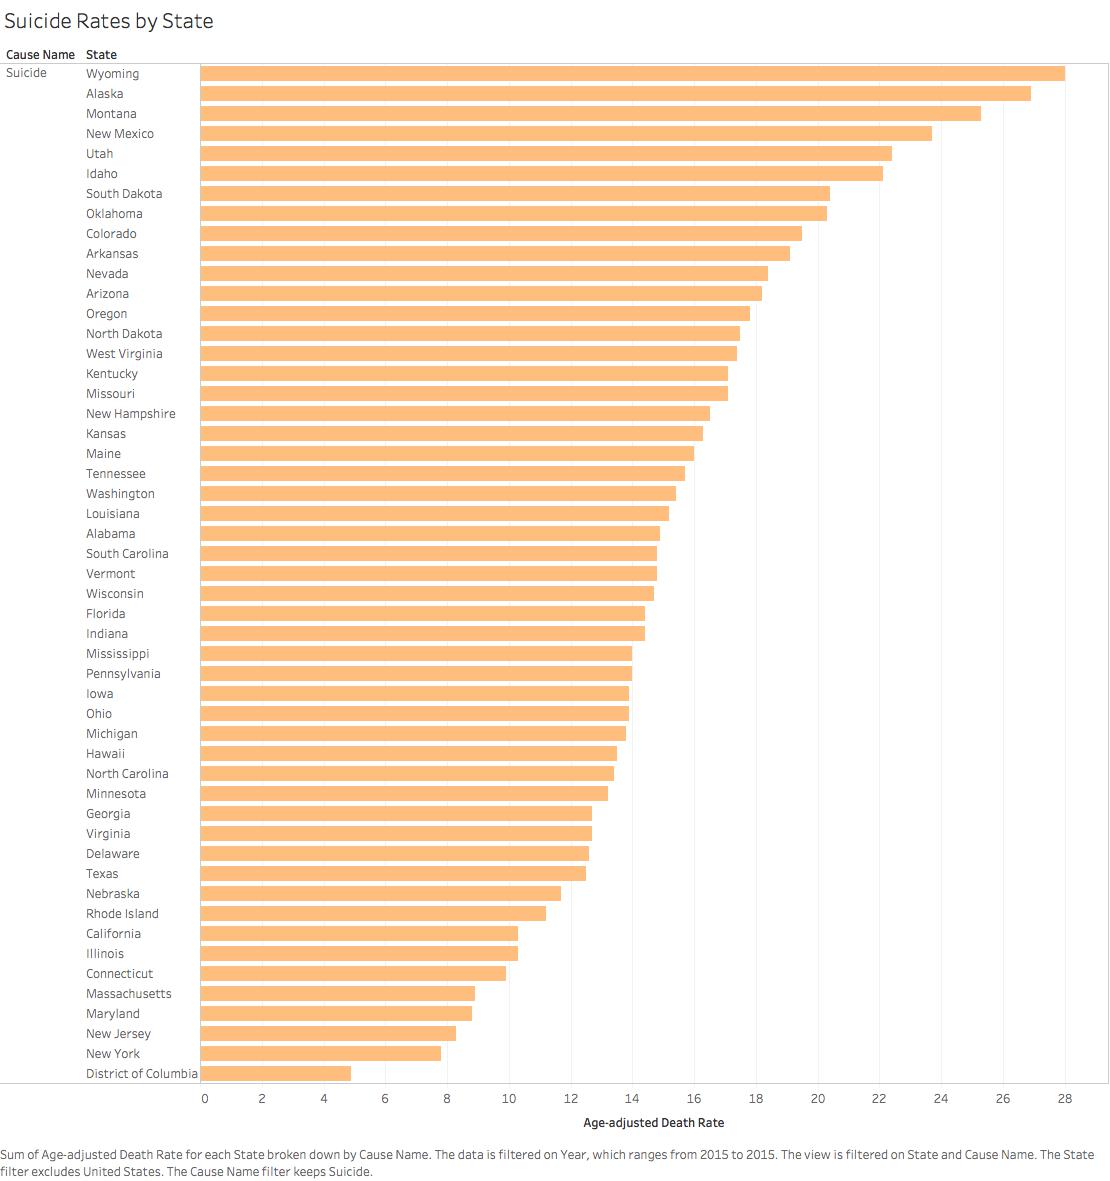 Suicide Rates by State
Cause Name State
Suicide Wyoming
Alaska
Montana
New Mexico
Utah
Idaho
South Dakota
Oklahoma
Colorado
Arkansas
Nevada
Arizona
Oregon
North Dakota
West Virginia
Kentucky
Missouri
New Hampshire
Kansas
Maine
Tennessee
Washington
Louisiana
Alabama
South Carolina
Vermont
Wisconsin
Florida
Indiana
Mississippi
Pennsylvania
Iowa
Ohio
Michigan
Hawaii
North Carolina
Minnesota
Georgia
Virginia
Delaware
Texas
Nebraska
Rhode Island
California
Illinois
Connecticut
Massachusetts
Maryland
New Jersey
New York
District of Columbia
0 2 4 6 8 10 12 14 16 18 20 22 24 26 28
Age-adjusted Death Rate
Sum of Age-adjusted Death Rate for each State broken down by Cause Name. The data is filtered on Year, which ranges from 2015 to 2015. The view is filtered on State and Cause Name. The State
filter excludes United States. The Cause Name filter keeps Suicide.